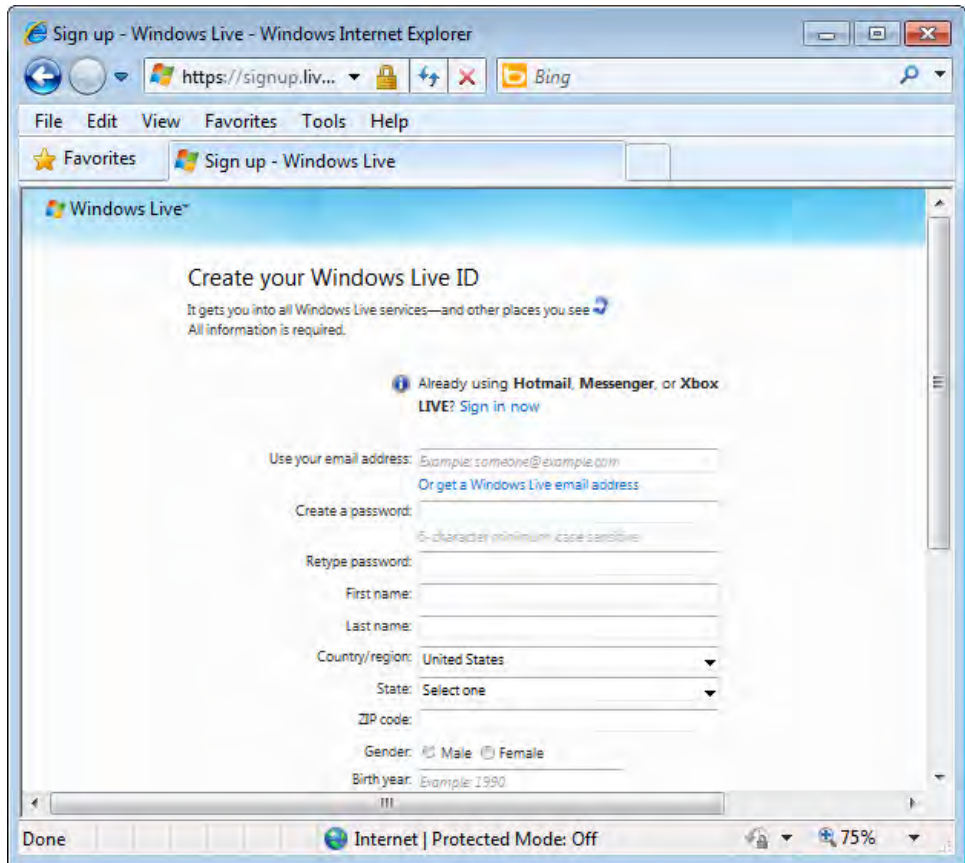 Sign up - Windows Live - Windows Internet Explorer
https://signup.liv... Bing
File Edit View Favorites Tools Help
Favorites Sign up - Windows Live
Windows Live™
Create your Windows Live ID
It gets you into all Windows Live services—and other places you see
All information is required.
Already using Hotmail, Messenger, or Xbox
LIVE? Sign in now
Use your email address: Example: someone@example.com
Or get a Windows Live email address
Create a password:
6-character minimum; case sensitive
Retype password:
First name:
Last name:
Country/region: United States
State: Select one
ZIP code:
Gender: Male Female
Birth year: Example: 1990
Done Internet | Protected Mode: Off 75%